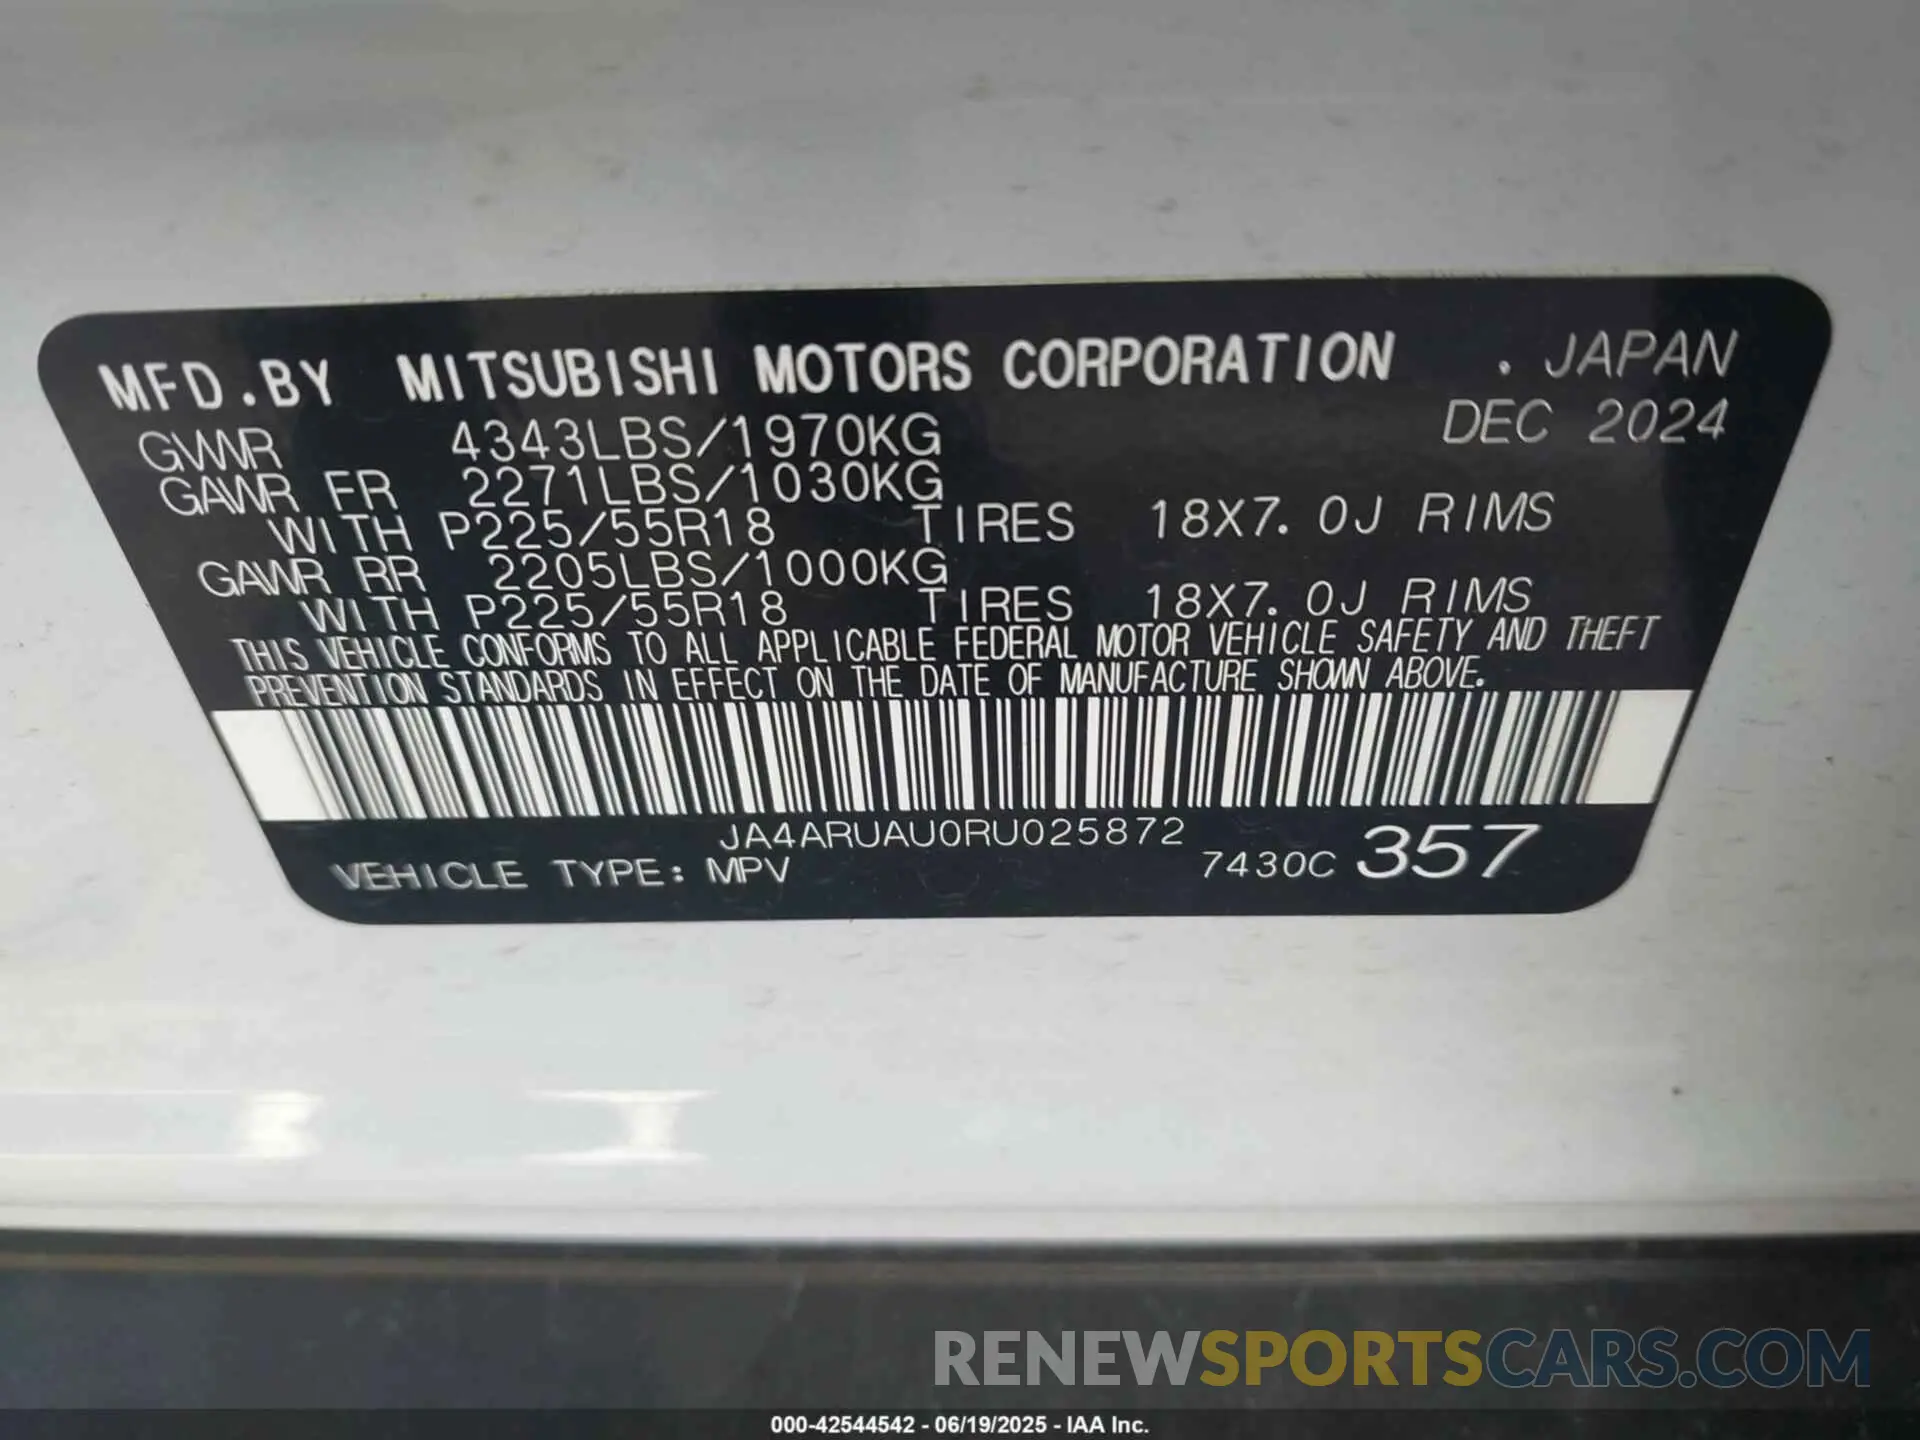 MFD.BY MITSUBISHI MOTORS CORPORATION . JAPAN
GVWR 4343LBS/1970KG DEC 2024
GAWR FR 2271LBS/1030KG
WITH P225/55R18 TIRES 18X7.0J RIMS
GAWR RR 2205LBS/1000KG
WITH P225/55R18 TIRES 18X7.0J RIMS
THIS VEHICLE CONFORMS TO ALL APPLICABLE FEDERAL MOTOR VEHICLE SAFETY AND THEFT
PREVENTION STANDARDS IN EFFECT ON THE DATE OF MANUFACTURE SHOWN ABOVE.
JA4ARUAU0RU025872
VEHICLE TYPE: MPV 7430C 357
RENEWSPORTSCARS.COM
000-42544542 - 06/19/2025 - IAA Inc.